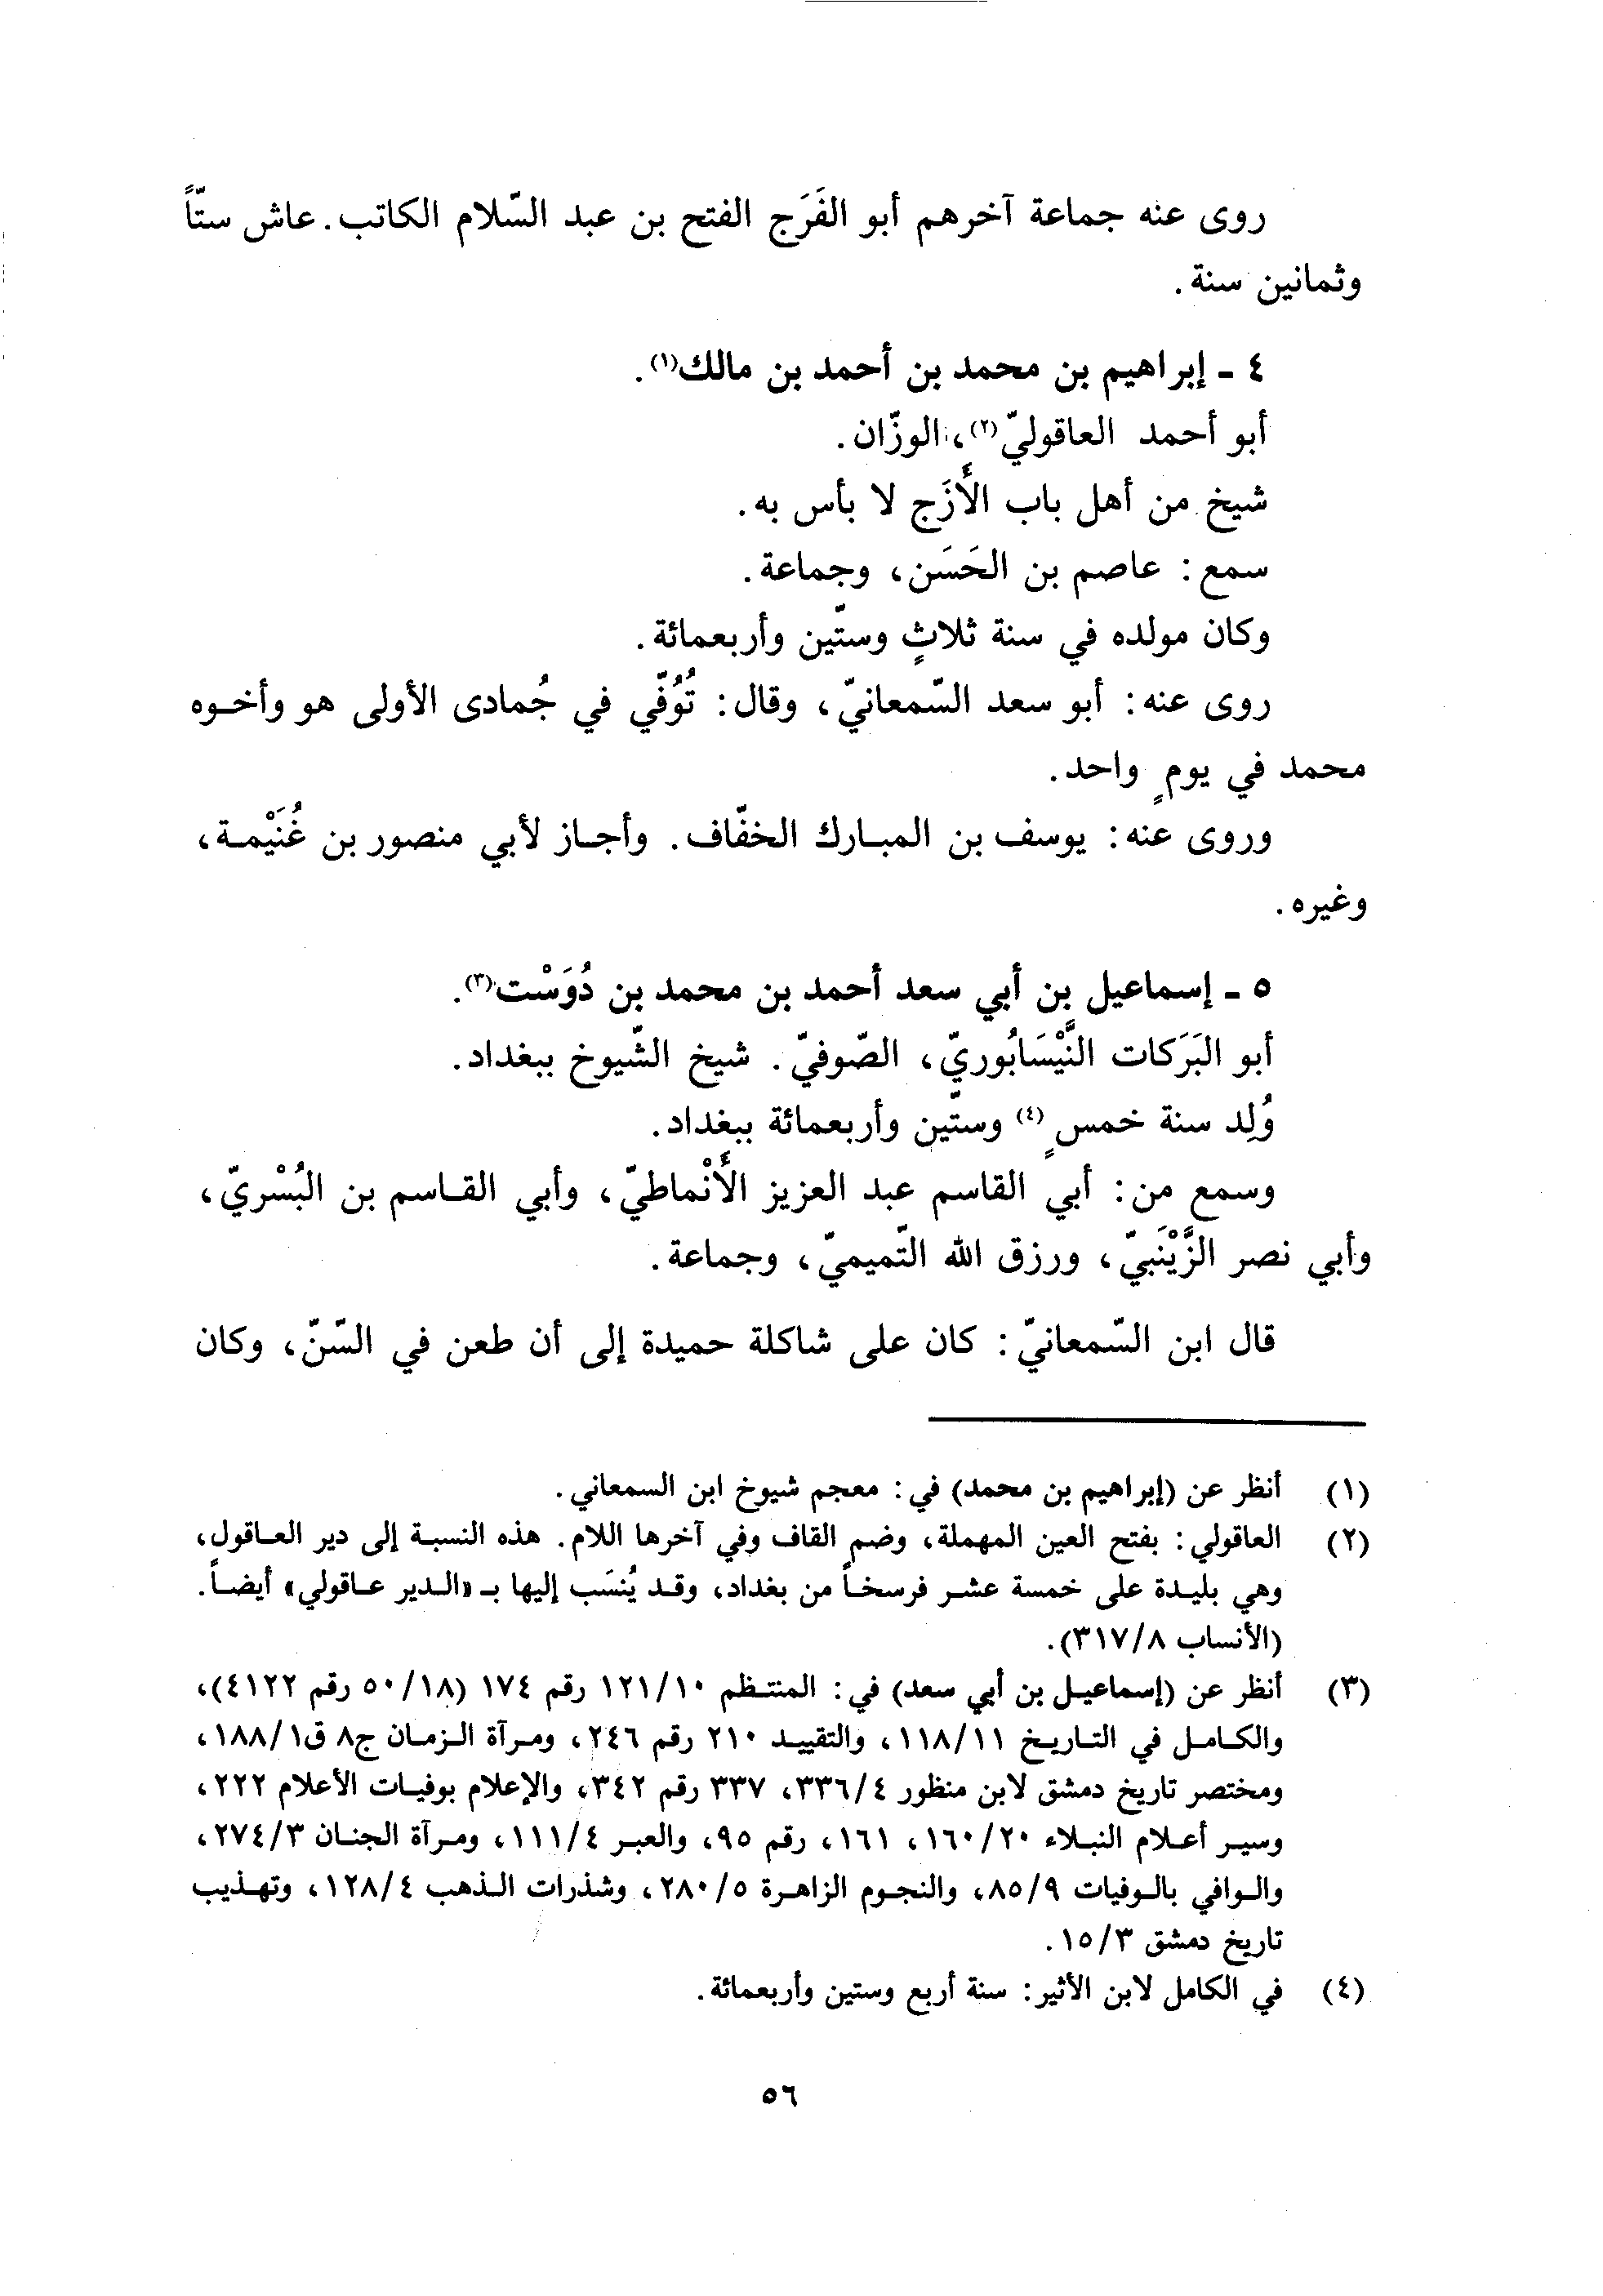 روى عنه جماعة آخرهم أبو الفَرَج الفتح بن عبد السّلام الكاتب. عاش ستّاً
وثمانين سنة.
٤ ـ إبراهيم بن محمد بن أحمد بن مالك(١).
أبو أحمد العاقوليّ(٢)، الوزّان.
شيخ من أهل باب الأَزَج لا بأس به.
سمع: عاصم بن الحَسَن، وجماعة.
وكان مولده في سنة ثلاثٍ وستّين وأربعمائة.
روى عنه: أبو سعد السّمعانيّ، وقال: تُوُفّي في جُمادى الأولى هو وأخوه
محمد في يومٍ واحد.
وروى عنه: يوسف بن المبارك الخفّاف. وأجاز لأبي منصور بن غُنَيْمة،
وغيره.
٥ ـ إسماعيل بن أبي سعد أحمد بن محمد بن دُوَسْت(٣).
أبو البَرَكات النَّيْسَابُوريّ، الصّوفيّ. شيخ الشّيوخ ببغداد.
وُلِد سنة خمسٍ(٤) وستّين وأربعمائة ببغداد.
وسمع من: أبي القاسم عبد العزيز الأَنْماطيّ، وأبي القاسم بن البُسْريّ،
وأبي نصر الزَّيْنَبيّ، ورزق الله التّميميّ، وجماعة.
قال ابن السّمعانيّ: كان على شاكلة حميدة إلى أن طعن في السّنّ، وكان
(١) أنظر عن (إبراهيم بن محمد) في: معجم شيوخ ابن السمعاني.
(٢) العاقولي: بفتح العين المهملة، وضم القاف وفي آخرها اللام. هذه النسبة إلى دير العاقول،
وهي بليدة على خمسة عشر فرسخاً من بغداد، وقد يُنسَب إليها بـ «الدير عاقولي» أيضاً.
(الأنساب ٣١٧/٨).
(٣) أنظر عن (إسماعيل بن أبي سعد) في: المنتظم ١٢١/١٠ رقم ١٧٤ (٥٠/١٨ رقم ٤١٢٢)،
والكامل في التاريخ ١١٨/١١، والتقييد ٢١٠ رقم ٢٤٦، ومرآة الزمان ج٨ ق١٨٨/١،
ومختصر تاريخ دمشق لابن منظور ٣٣٦/٤، ٣٣٧ رقم ٣٤٢، والإعلام بوفيات الأعلام ٢٢٢،
وسير أعلام النبلاء ١٦٠/٢٠، ١٦١، رقم ٩٥، والعبر ١١١/٤، ومرآة الجنان ٢٧٤/٣،
والوافي بالوفيات ٨٥/٩، والنجوم الزاهرة ٢٨٠/٥، وشذرات الذهب ١٢٨/٤، وتهذيب
تاريخ دمشق ١٥/٣.
(٤) في الكامل لابن الأثير: سنة أربع وستين وأربعمائة.
٥٦